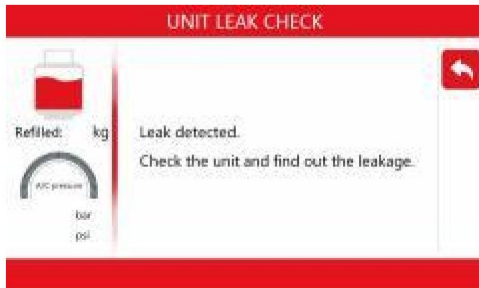 UNIT LEAK CHECK
Refilled: kg
Leak detected.
Check the unit and find out the leakage.
A/C pressure
bar
psi